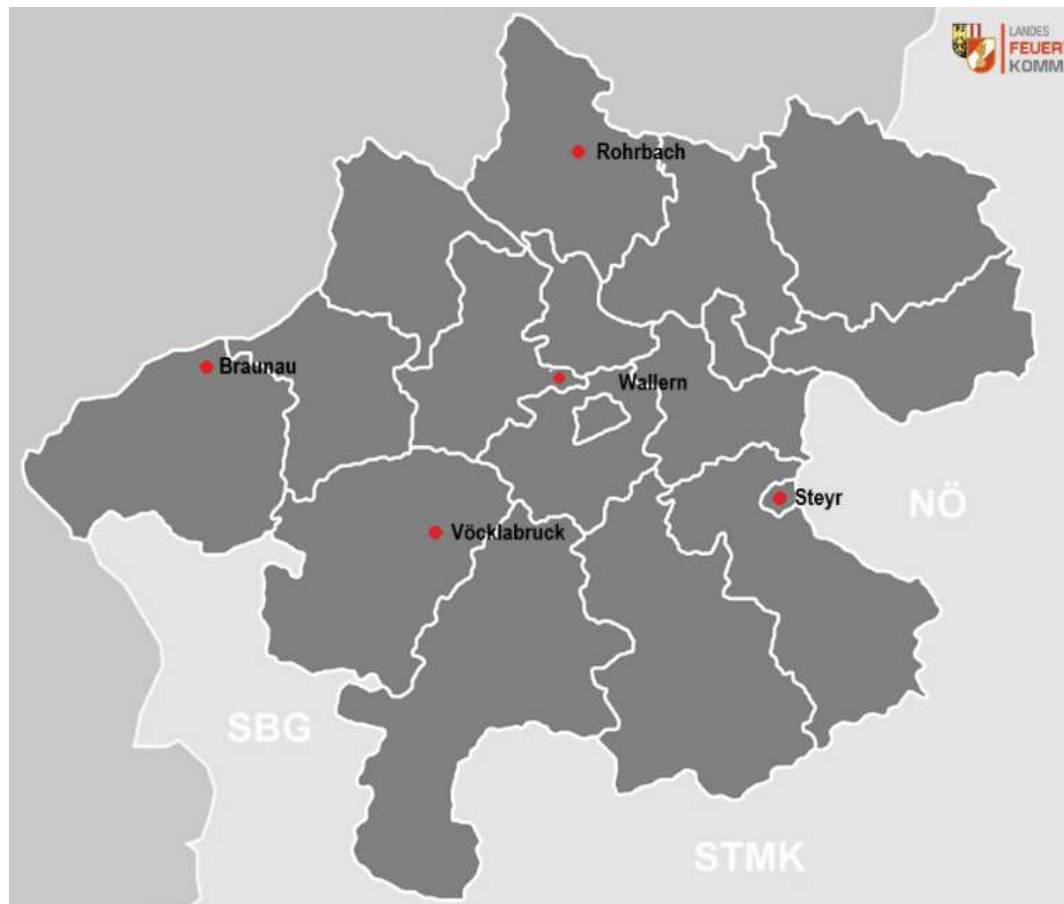 LANDES
FEUER
KOMM
Rohrbach
Braunau
Wallern
Steyr
NÖ
Vöcklabruck
SBG
STMK